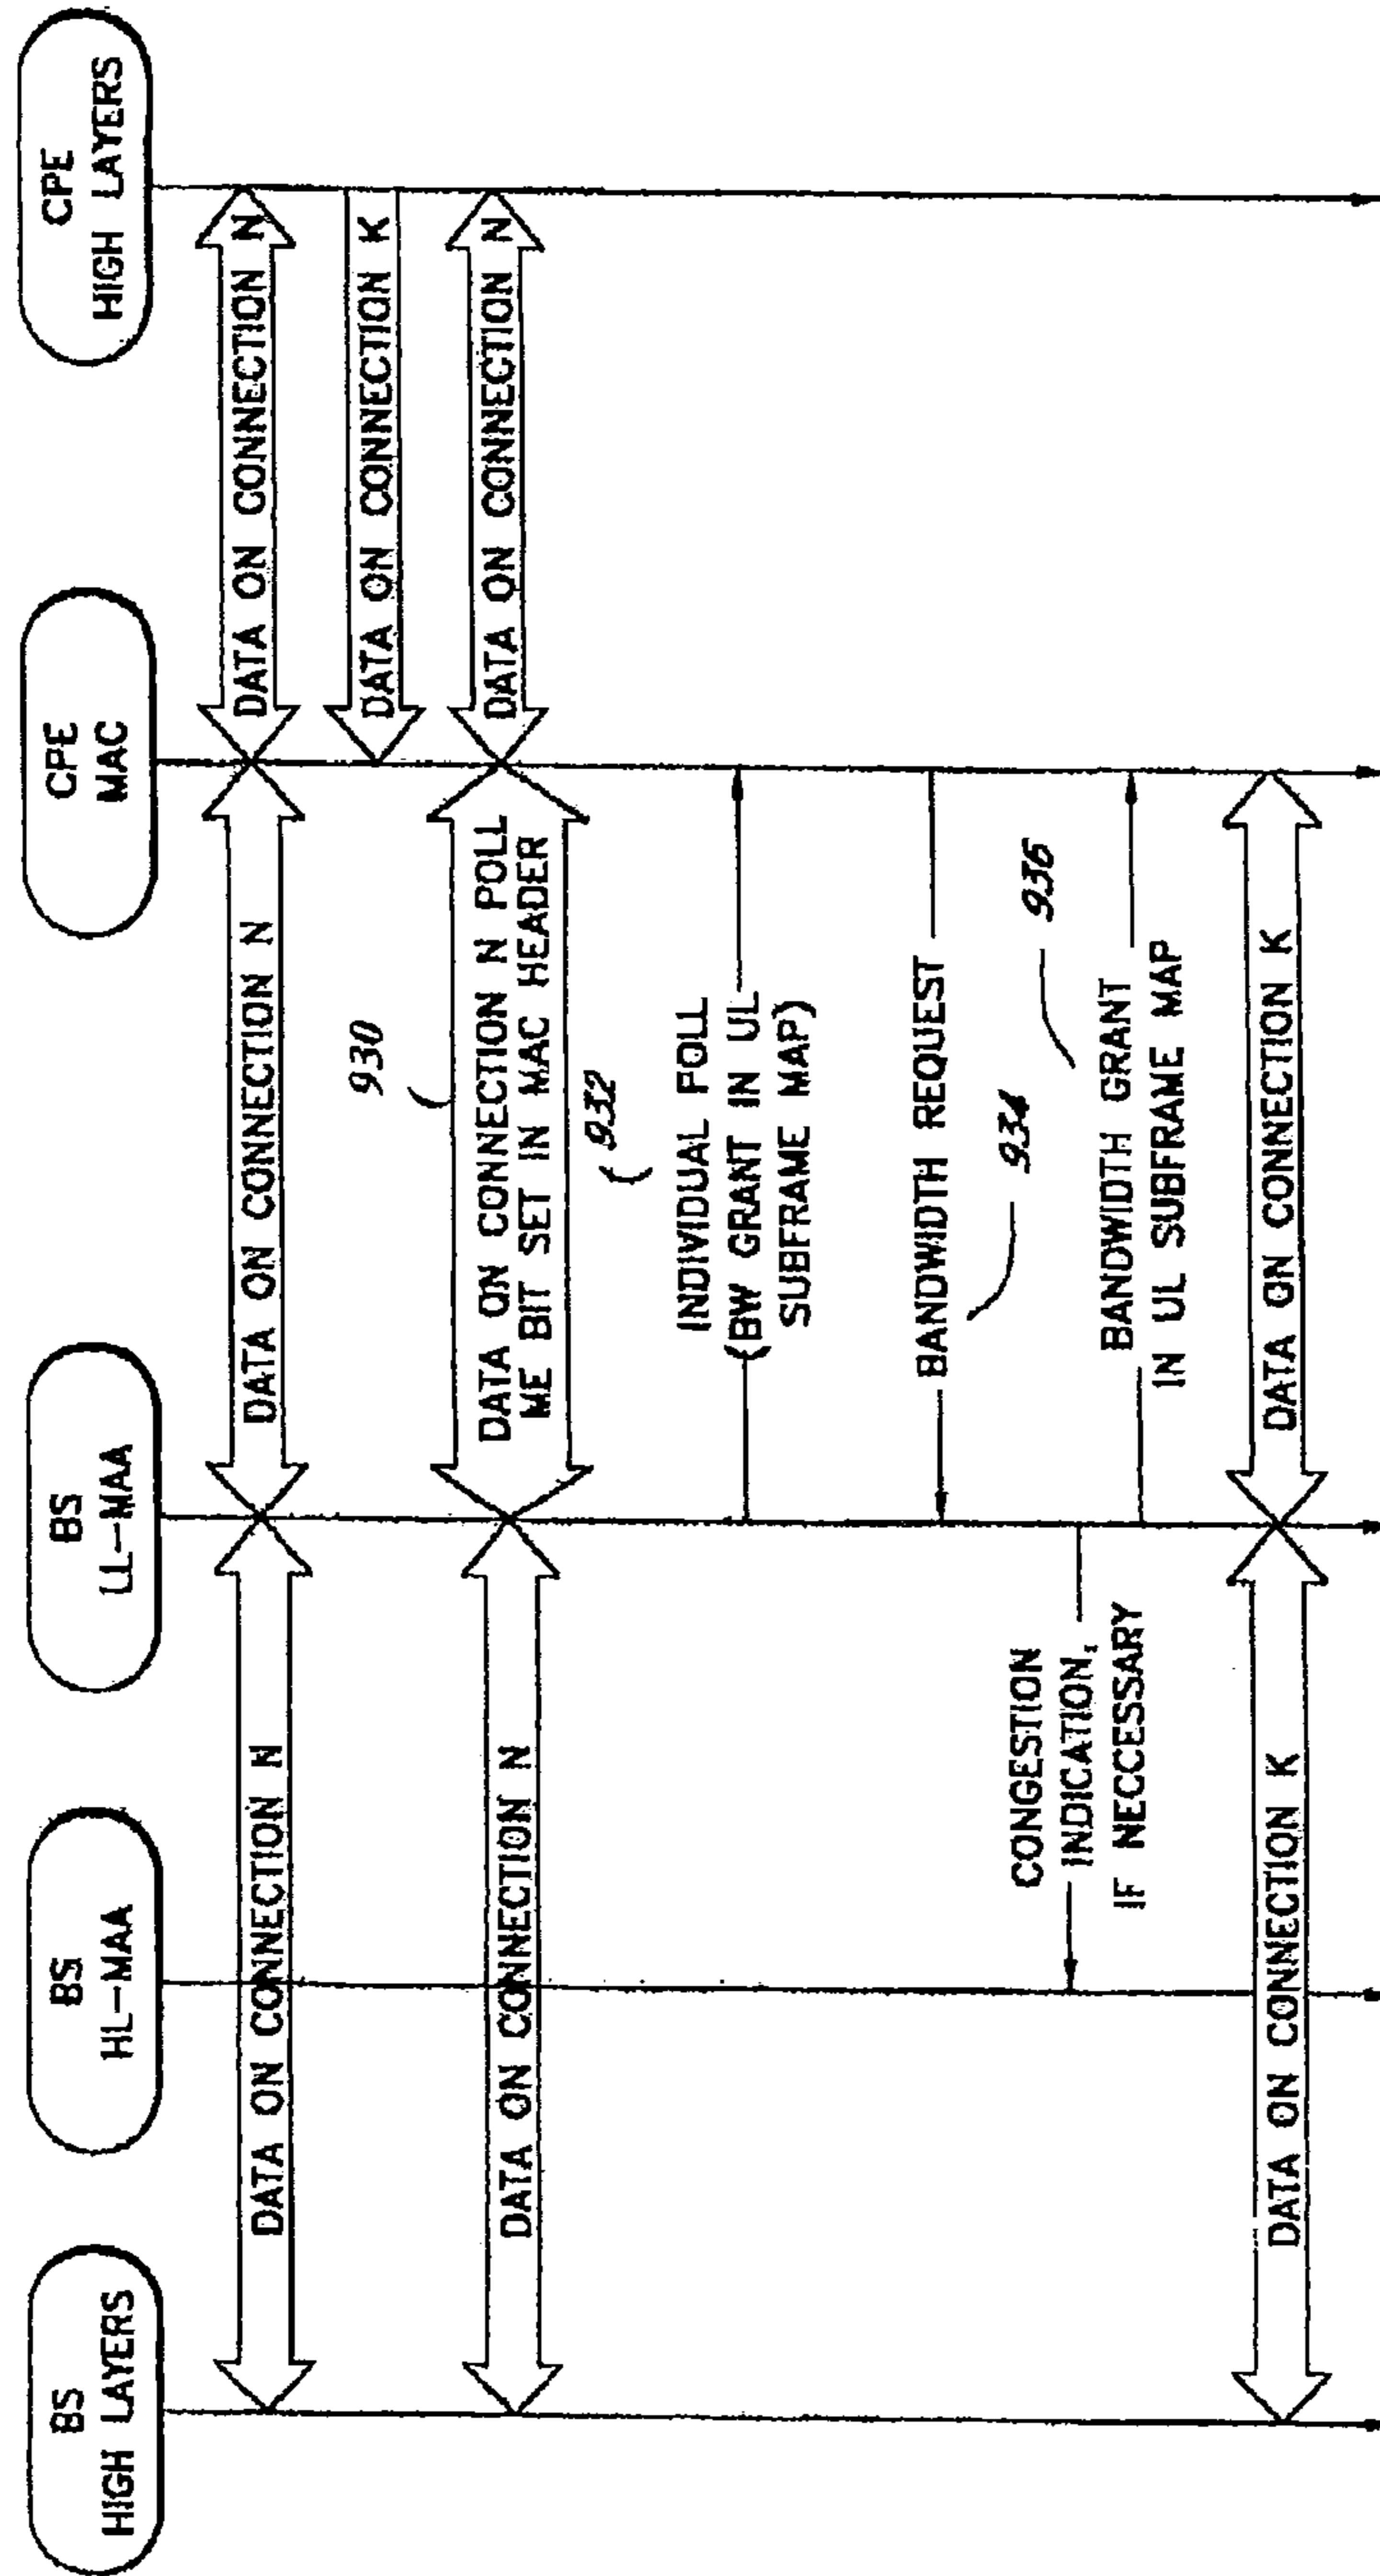 BS
HIGH LAYERS
BS
HL-MAA
BS
LL-MAA
CPE
MAC
CPE
HIGH LAYERS
DATA ON CONNECTION N
DATA ON CONNECTION N
DATA ON CONNECTION N
DATA ON CONNECTION K
930
DATA ON CONNECTION N
DATA ON CONNECTION N POLL
ME BIT SET IN MAC HEADER
DATA ON CONNECTION N
932
INDIVIDUAL POLL
(BW GRANT IN UL
SUBFRAME MAP)
BANDWIDTH REQUEST
934
CONGESTION
INDICATION,
IF NECCESSARY
936
BANDWIDTH GRANT
IN UL SUBFRAME MAP
DATA ON CONNECTION K
DATA ON CONNECTION K